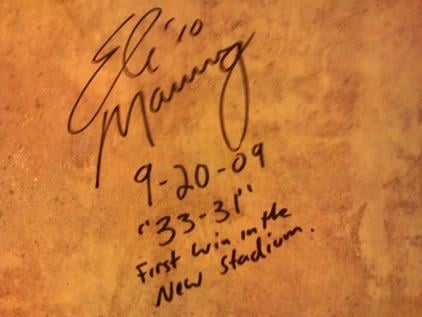 Eli '10
Manning
9-20-09
"33-31"
First win in the
New Stadium.